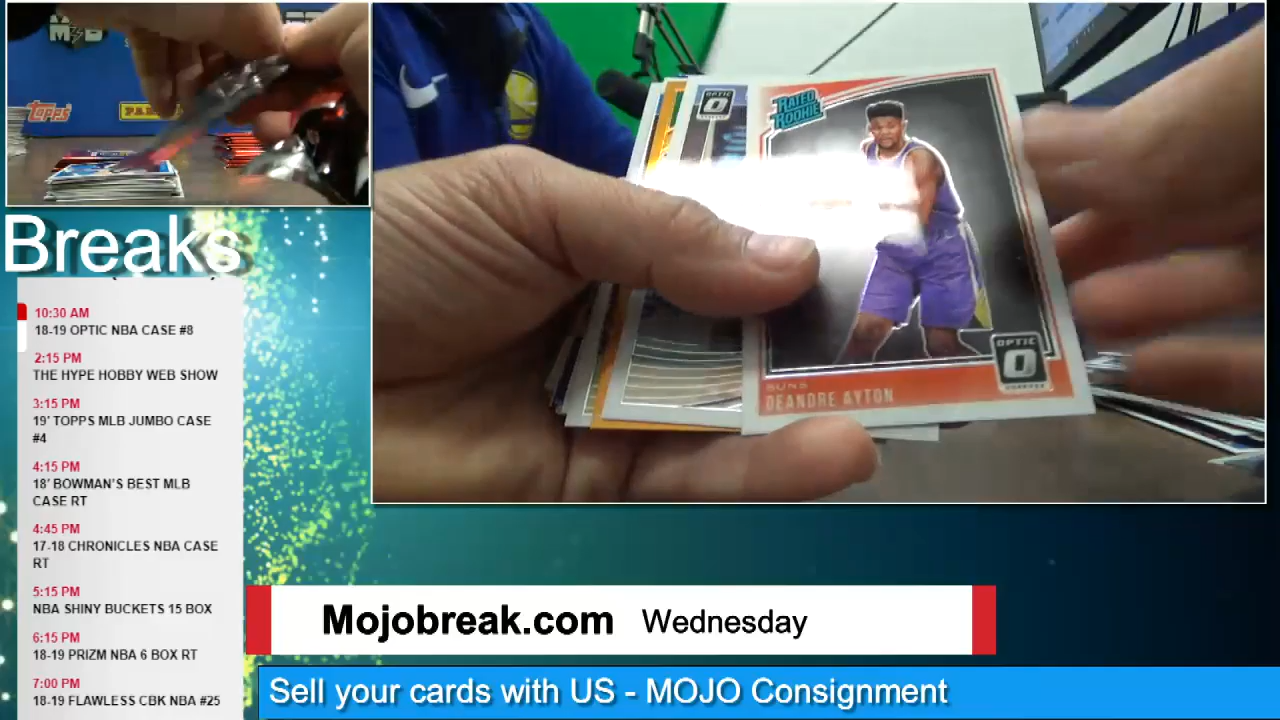 TOPPS
PANINI
OPTIC
RATED
ROOKIE
OPTIC
SUNS
DEANDRE AYTON
Breaks
10:30 AM
18-19 OPTIC NBA CASE #8
2:15 PM
THE HYPE HOBBY WEB SHOW
3:15 PM
19' TOPPS MLB JUMBO CASE
#4
4:15 PM
18' BOWMAN'S BEST MLB
CASE RT
4:45 PM
17-18 CHRONICLES NBA CASE
RT
5:15 PM
NBA SHINY BUCKETS 15 BOX
6:15 PM
18-19 PRIZM NBA 6 BOX RT
7:00 PM
18-19 FLAWLESS CBK NBA #25
Mojobreak.com Wednesday
Sell your cards with US - MOJO Consignment